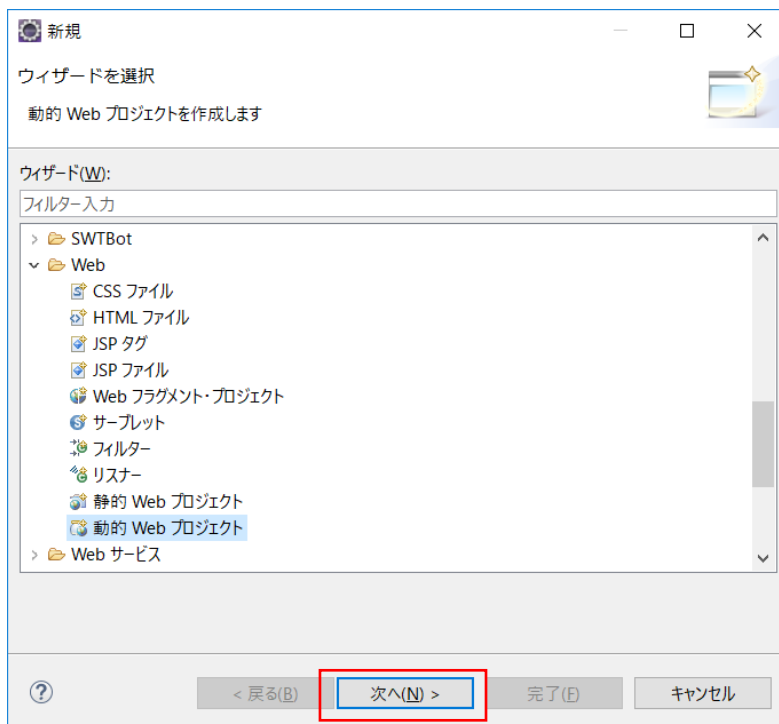 新規
ウィザードを選択
動的 Web プロジェクトを作成します
ウィザード(W):
フィルター入力
SWTBot
Web
CSS ファイル
HTML ファイル
JSP タグ
JSP ファイル
Web フラグメント・プロジェクト
サーブレット
フィルター
リスナー
静的 Web プロジェクト
動的 Web プロジェクト
Web サービス
< 戻る(B) 次へ(N) > 完了(F) キャンセル